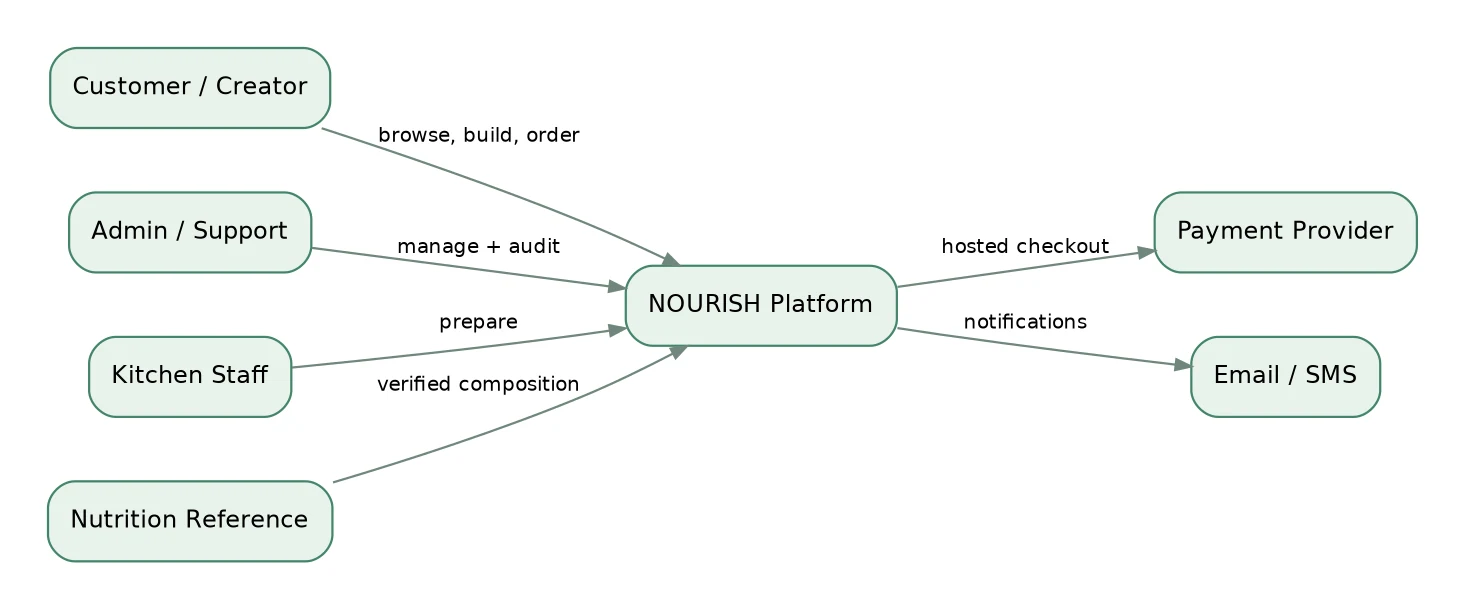 Customer / Creator
browse, build, order
Admin / Support
manage + audit
Kitchen Staff
prepare
verified composition
Nutrition Reference
NOURISH Platform
hosted checkout
Payment Provider
notifications
Email / SMS